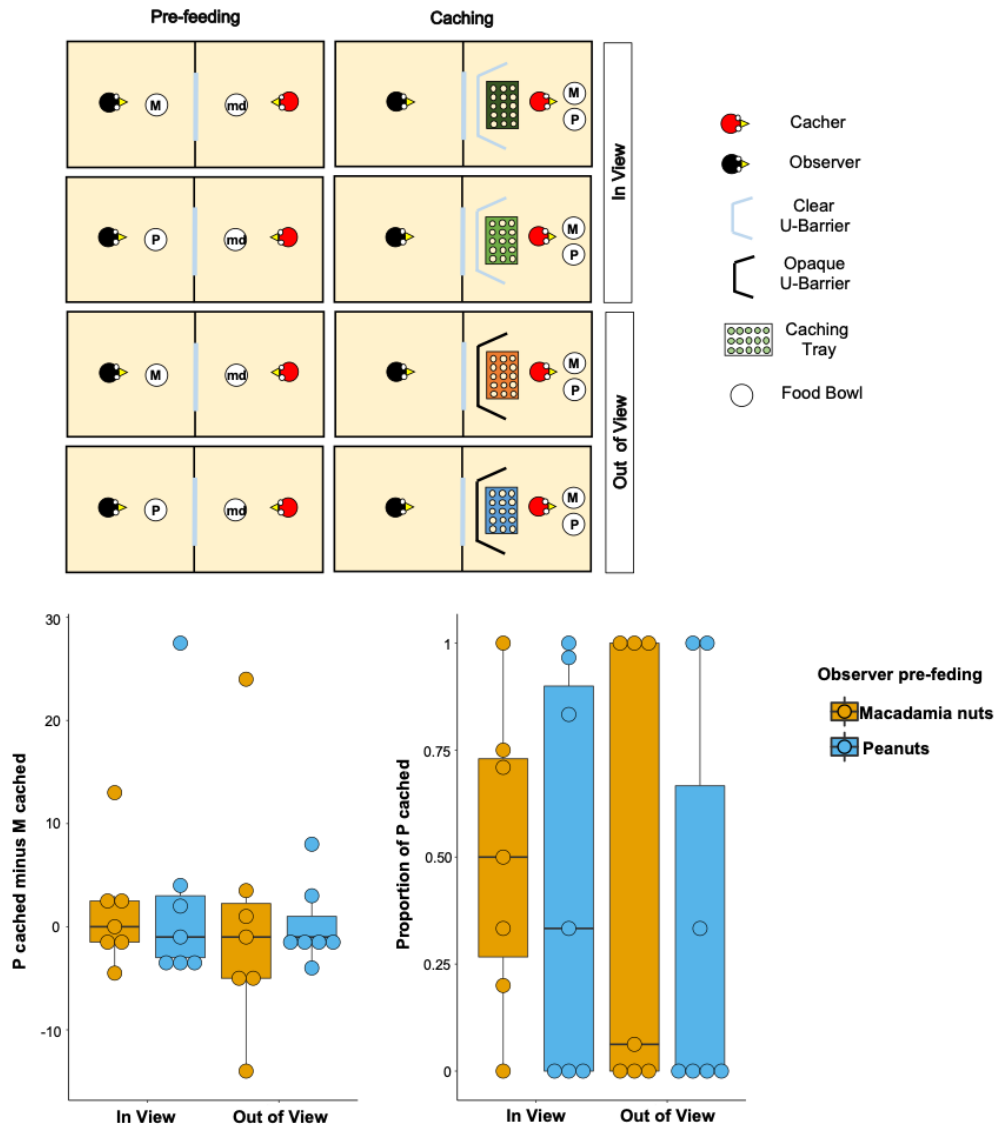 Pre-feeding
Caching
M
md
M
P
P
md
M
P
In View
M
md
M
P
P
md
M
P
Out of View
Cacher
Observer
Clear
U-Barrier
Opaque
U-Barrier
Caching
Tray
Food Bowl
30
20
10
0
-10
P cached minus M cached
In View
Out of View
1
0.75
0.50
0.25
0
Proportion of P cached
In View
Out of View
Observer pre-feding
Macadamia nuts
Peanuts